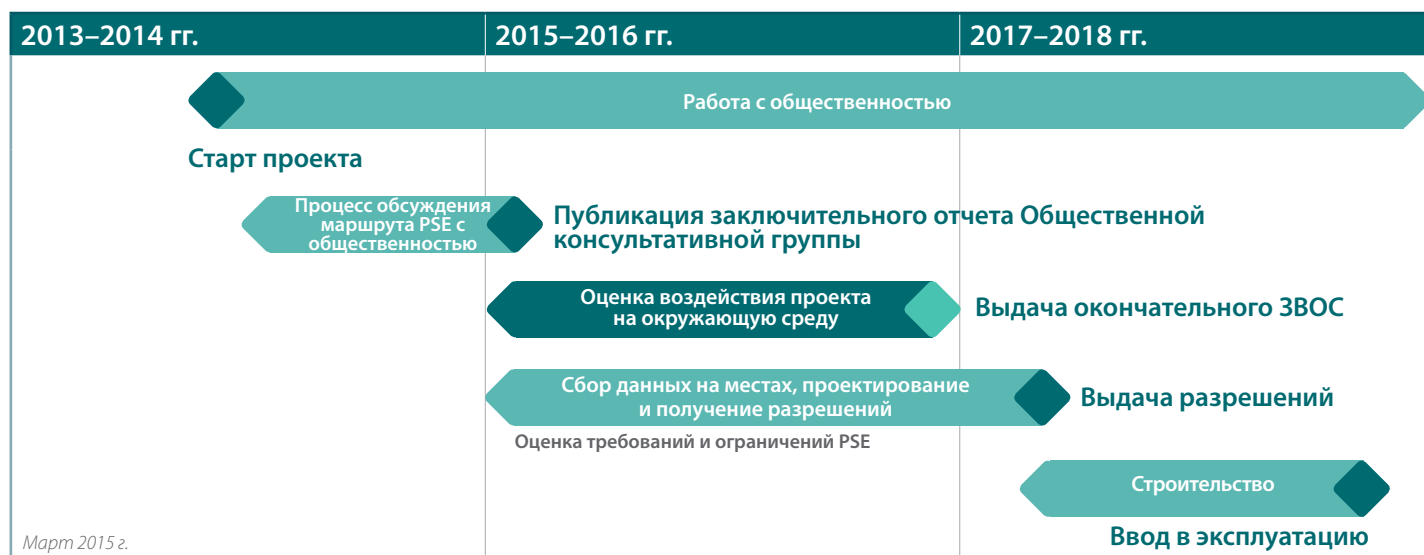 2013–2014 гг.
2015–2016 гг.
2017–2018 гг.
Работа с общественностью
Старт проекта
Процесс обсуждения
маршрута PSE с
общественностью
Публикация заключительного отчета Общественной
консультативной группы
Оценка воздействия проекта
на окружающую среду
Выдача окончательного ЗВОС
Сбор данных на местах, проектирование
и получение разрешений
Выдача разрешений
Оценка требований и ограничений PSE
Строительство
Ввод в эксплуатацию
Март 2015 г.